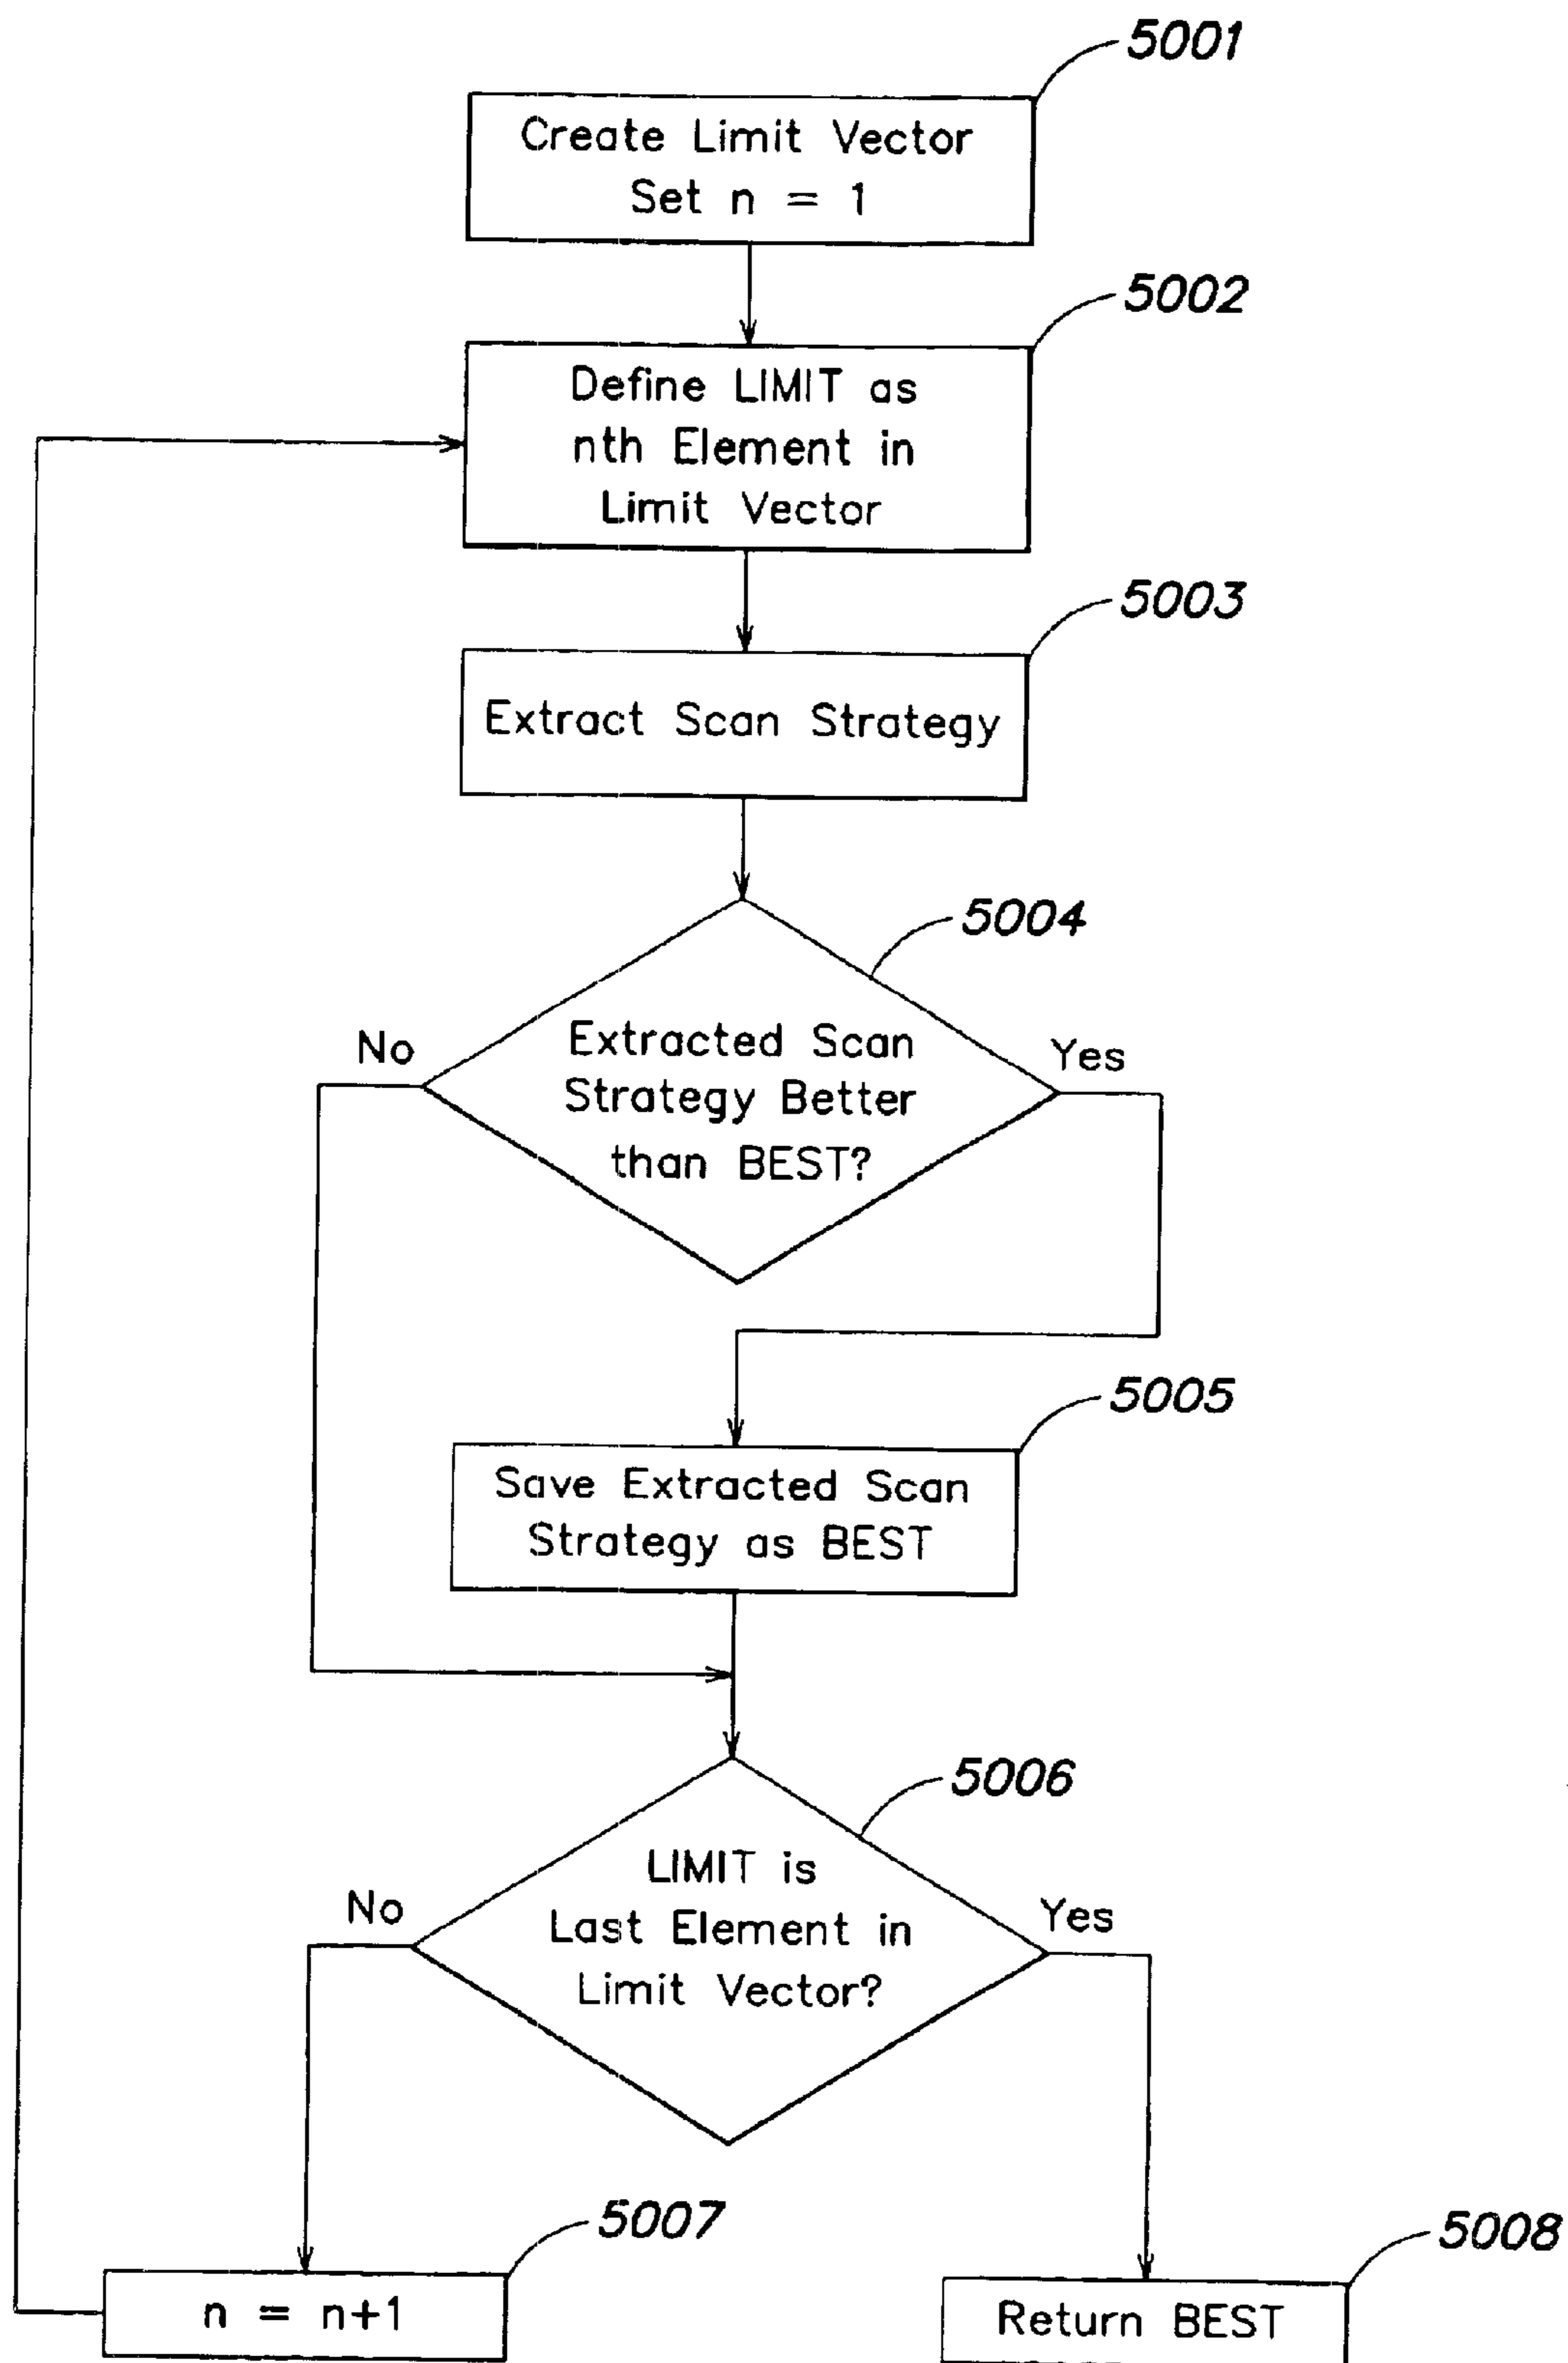 5001
Create Limit Vector
Set n = 1
5002
Define LIMIT as
nth Element in
Limit Vector
5003
Extract Scan Strategy
5004
No
Extracted Scan
Strategy Better
than BEST?
Yes
5005
Save Extracted Scan
Strategy as BEST
5006
No
LIMIT is
Last Element in
Limit Vector?
Yes
5007
n = n+1
5008
Return BEST